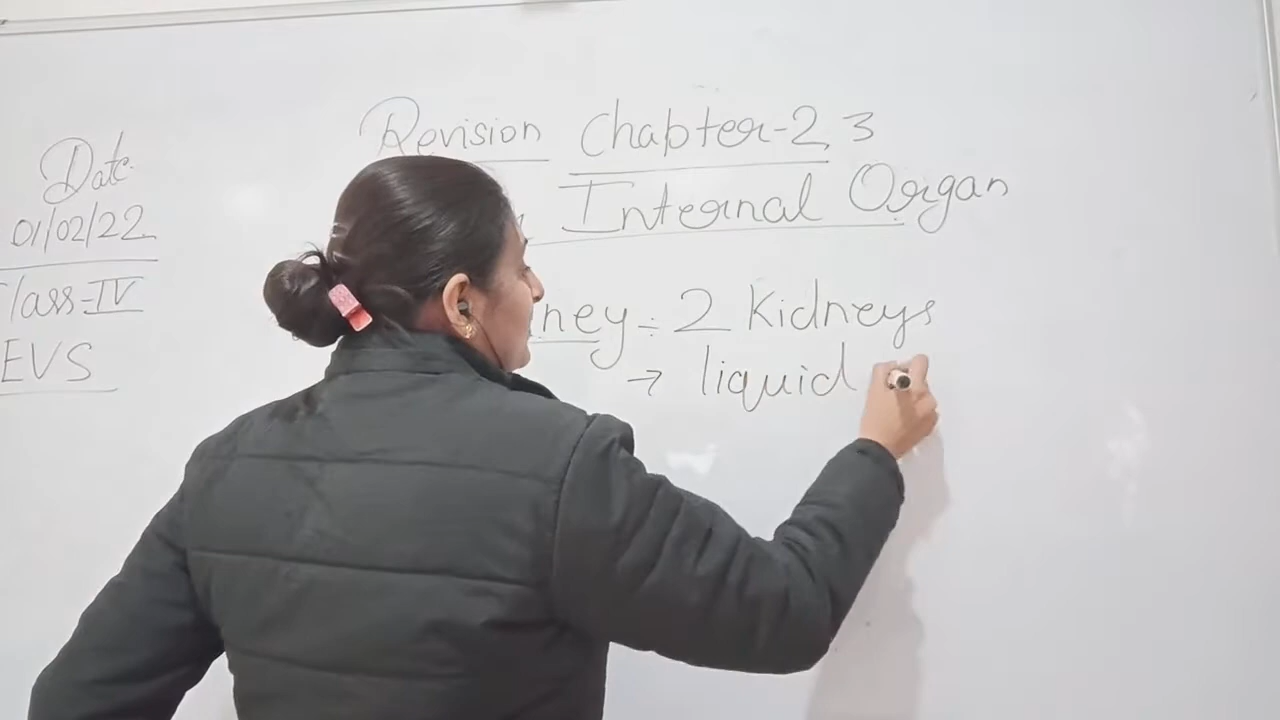 Date
01/02/22
Class-IV
EVS
Revision Chapter-2, 3
Internal Organ
ney ÷ 2 Kidneys
→ liquid